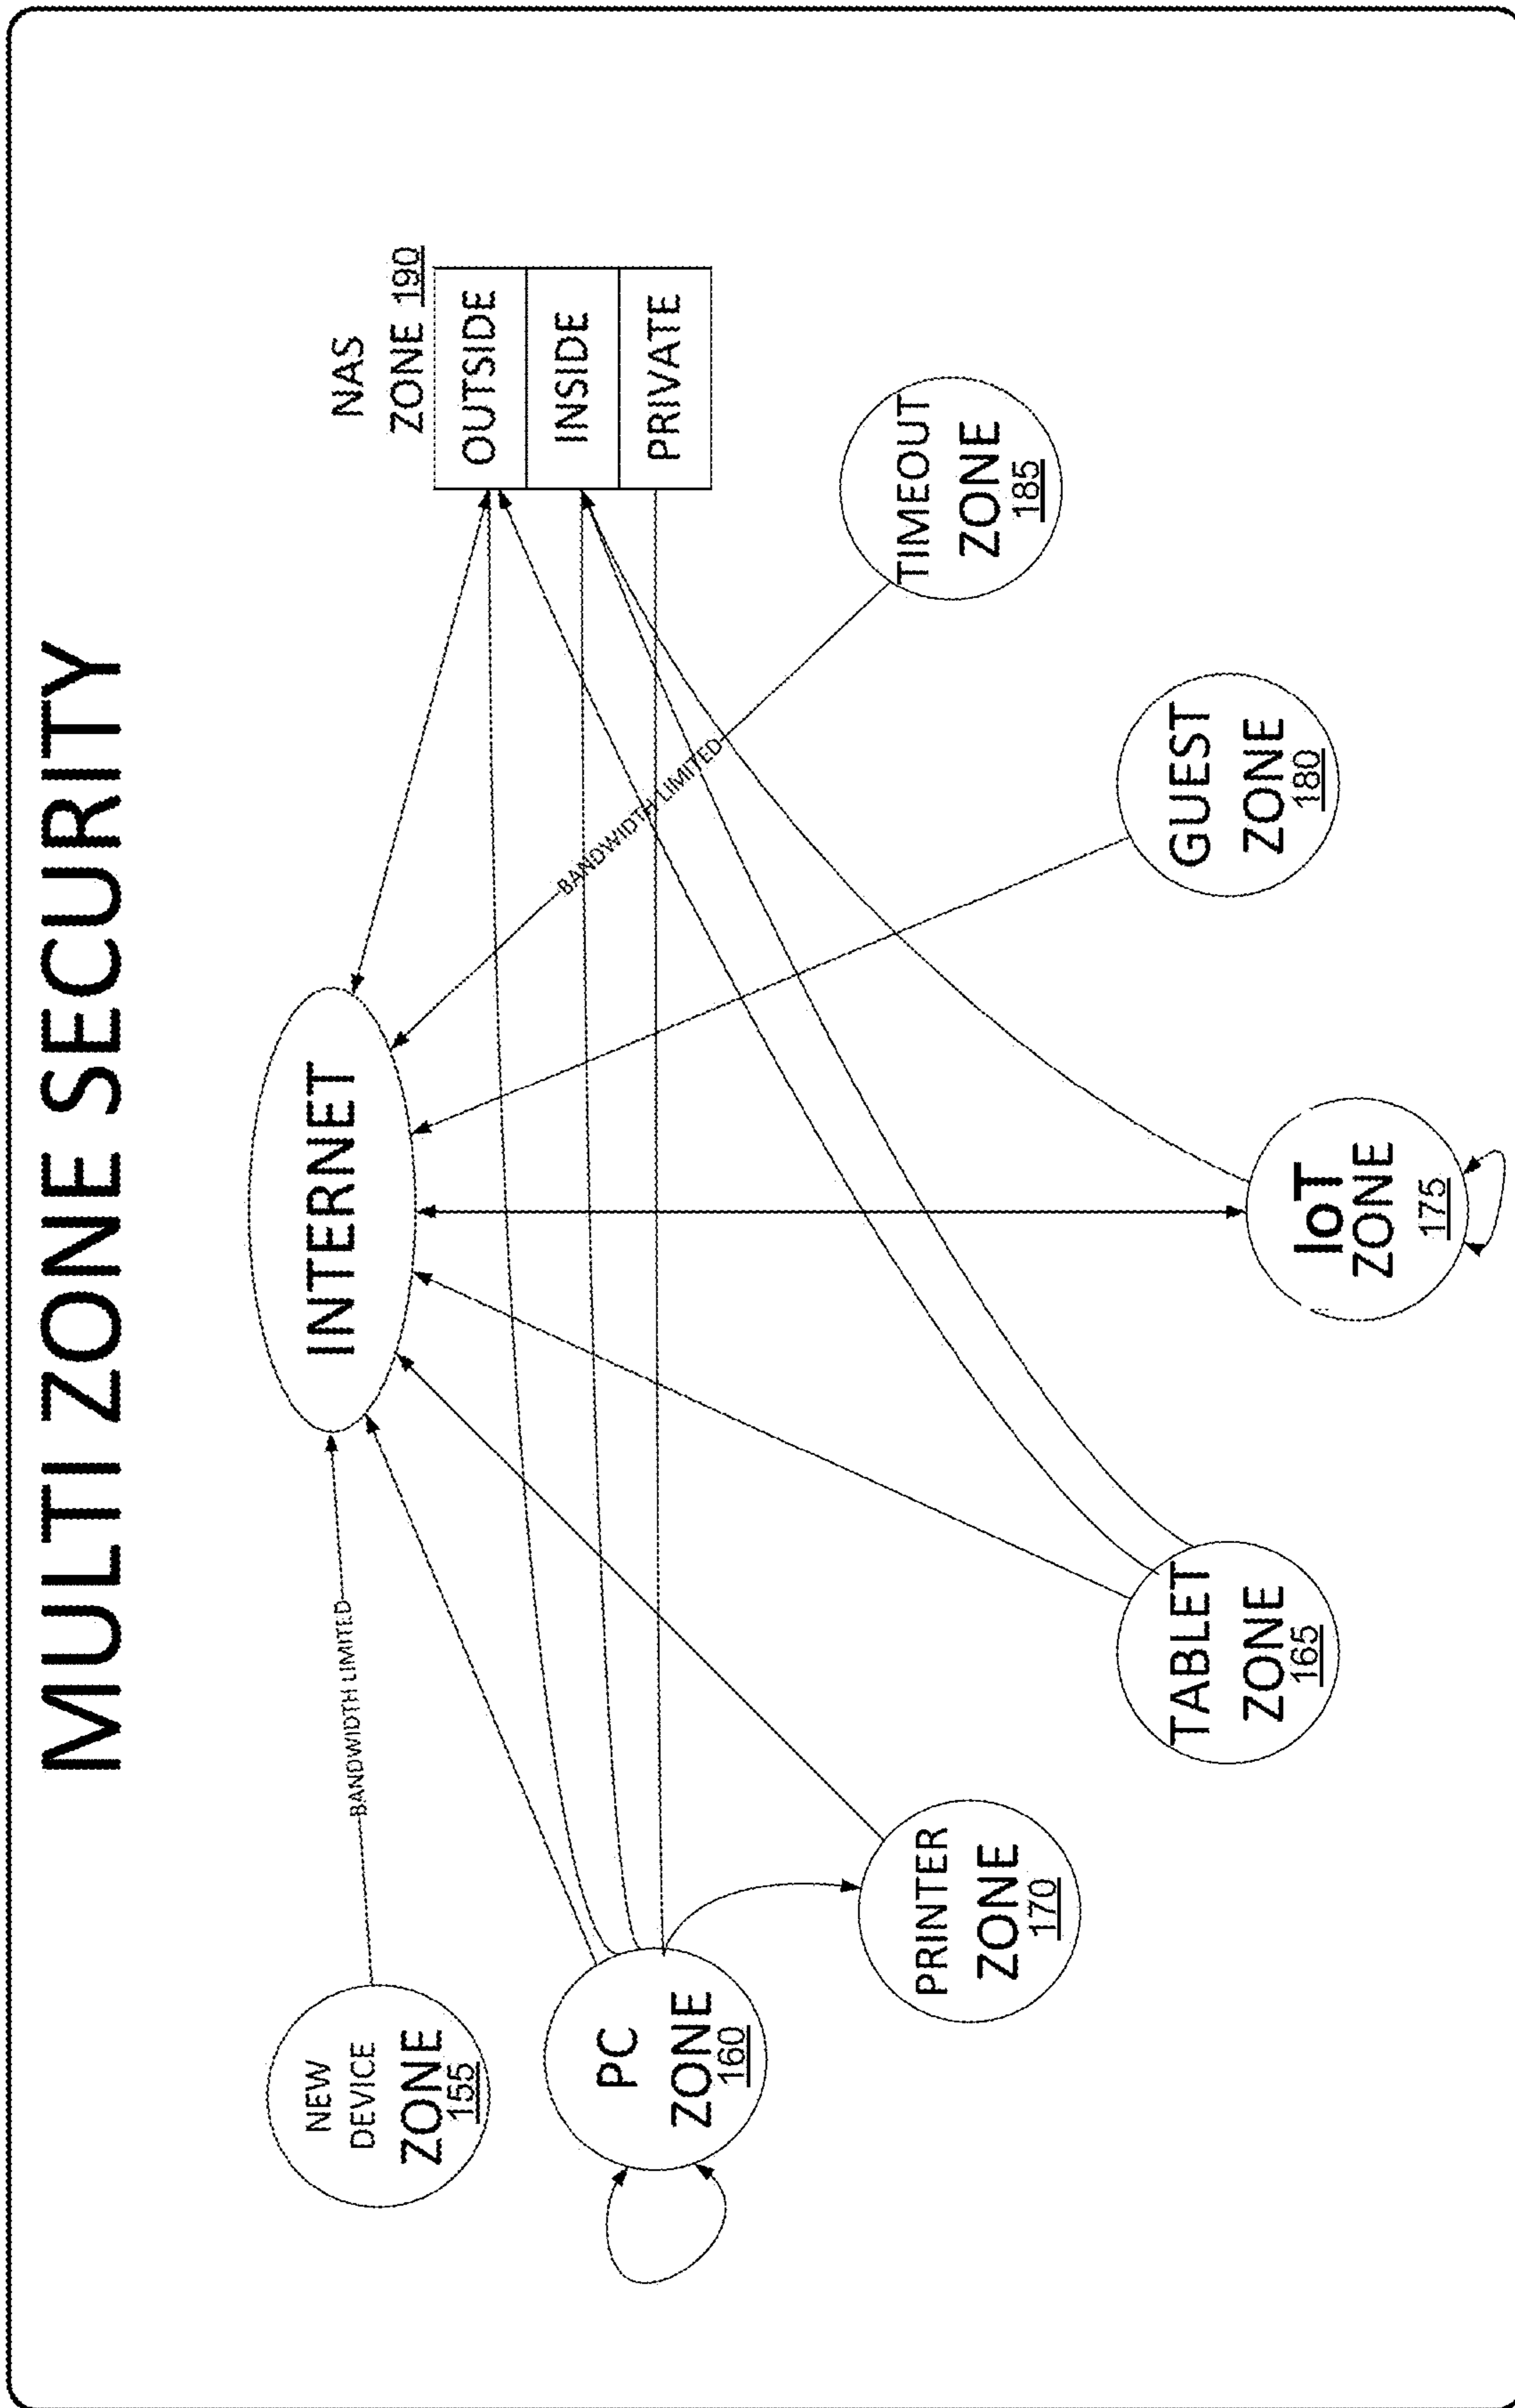 MULTI ZONE SECURITY
INTERNET
NAS
ZONE 190
OUTSIDE
INSIDE
PRIVATE
BANDWIDTH LIMITED
BANDWIDTH LIMITED
NEW
DEVICE
ZONE
155
PC
ZONE
160
PRINTER
ZONE
170
TABLET
ZONE
165
IoT
ZONE
175
GUEST
ZONE
180
TIMEOUT
ZONE
185